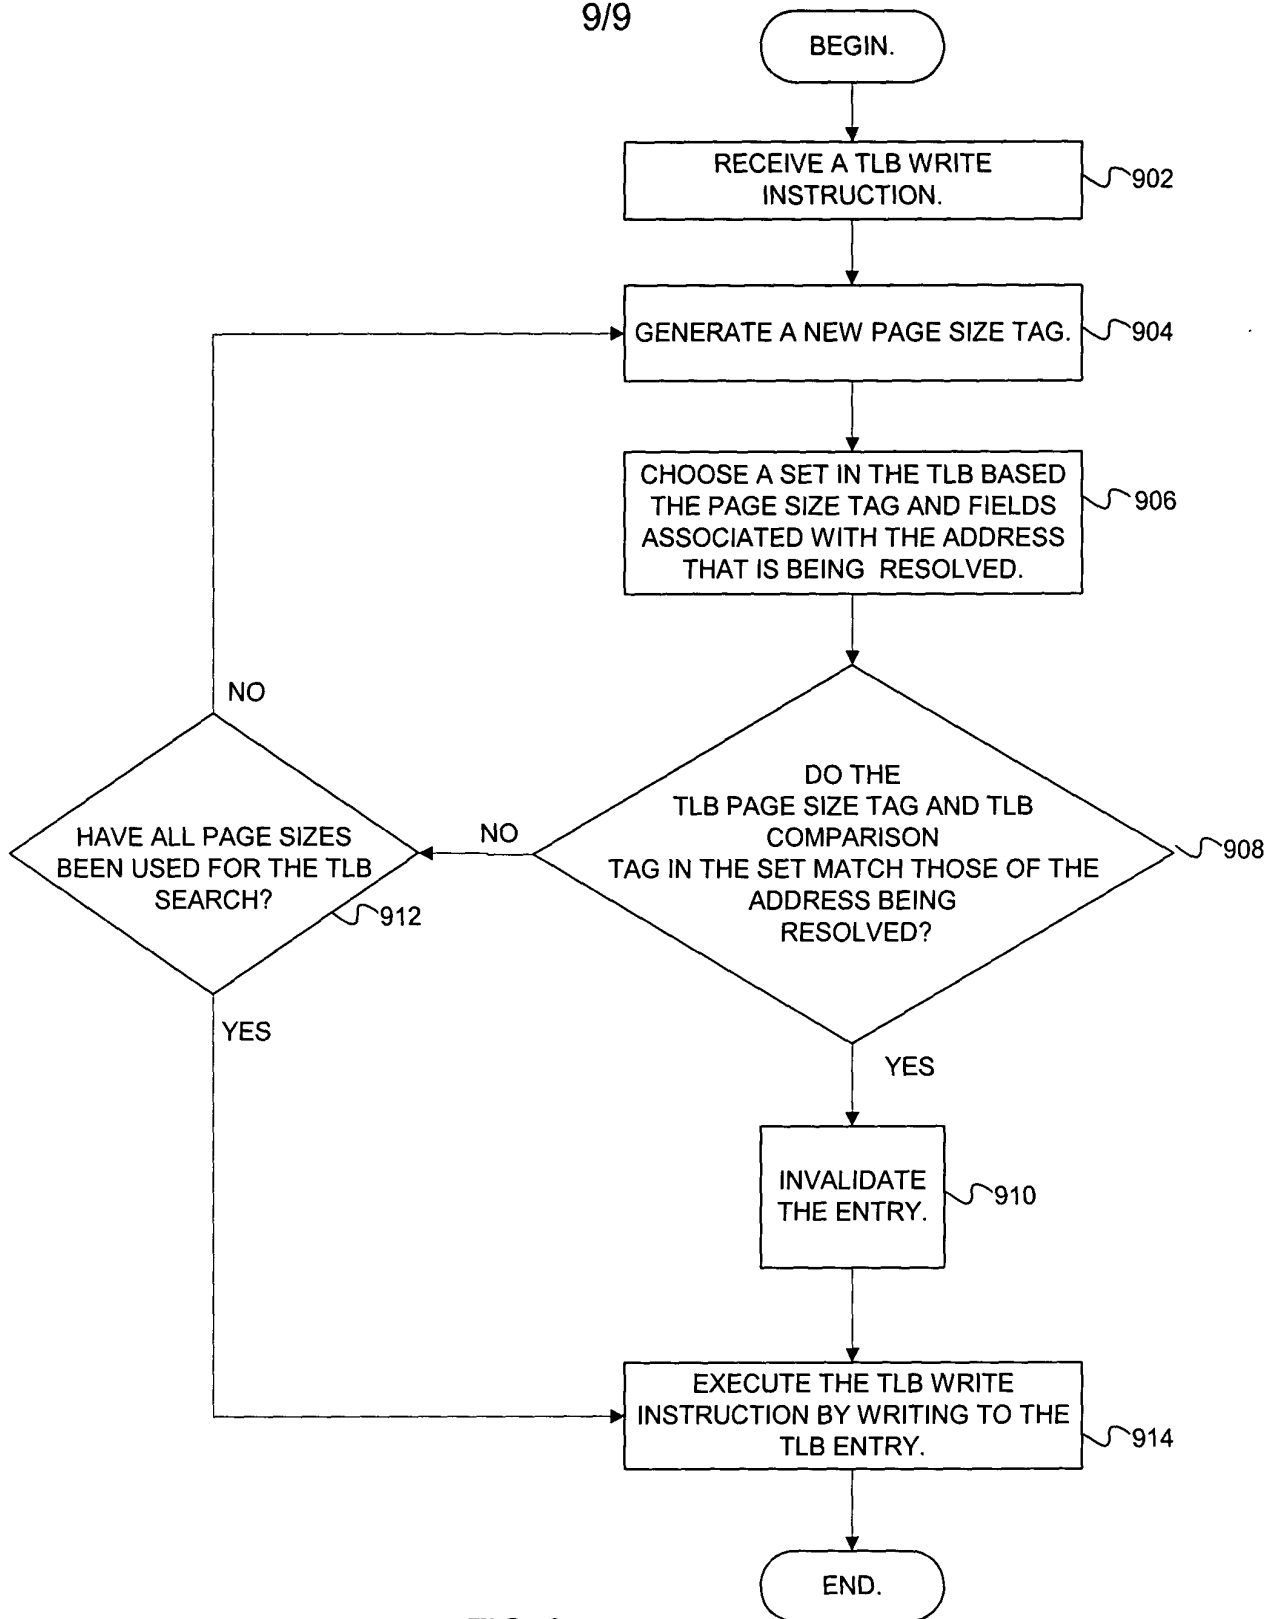 9/9
BEGIN.
RECEIVE A TLB WRITE
INSTRUCTION.
902
GENERATE A NEW PAGE SIZE TAG.
904
CHOOSE A SET IN THE TLB BASED
THE PAGE SIZE TAG AND FIELDS
ASSOCIATED WITH THE ADDRESS
THAT IS BEING RESOLVED.
906
NO
DO THE
TLB PAGE SIZE TAG AND TLB
COMPARISON
TAG IN THE SET MATCH THOSE OF THE
ADDRESS BEING
RESOLVED?
908
NO
HAVE ALL PAGE SIZES
BEEN USED FOR THE TLB
SEARCH?
912
YES
YES
INVALIDATE
THE ENTRY.
910
EXECUTE THE TLB WRITE
INSTRUCTION BY WRITING TO THE
TLB ENTRY.
914
END.